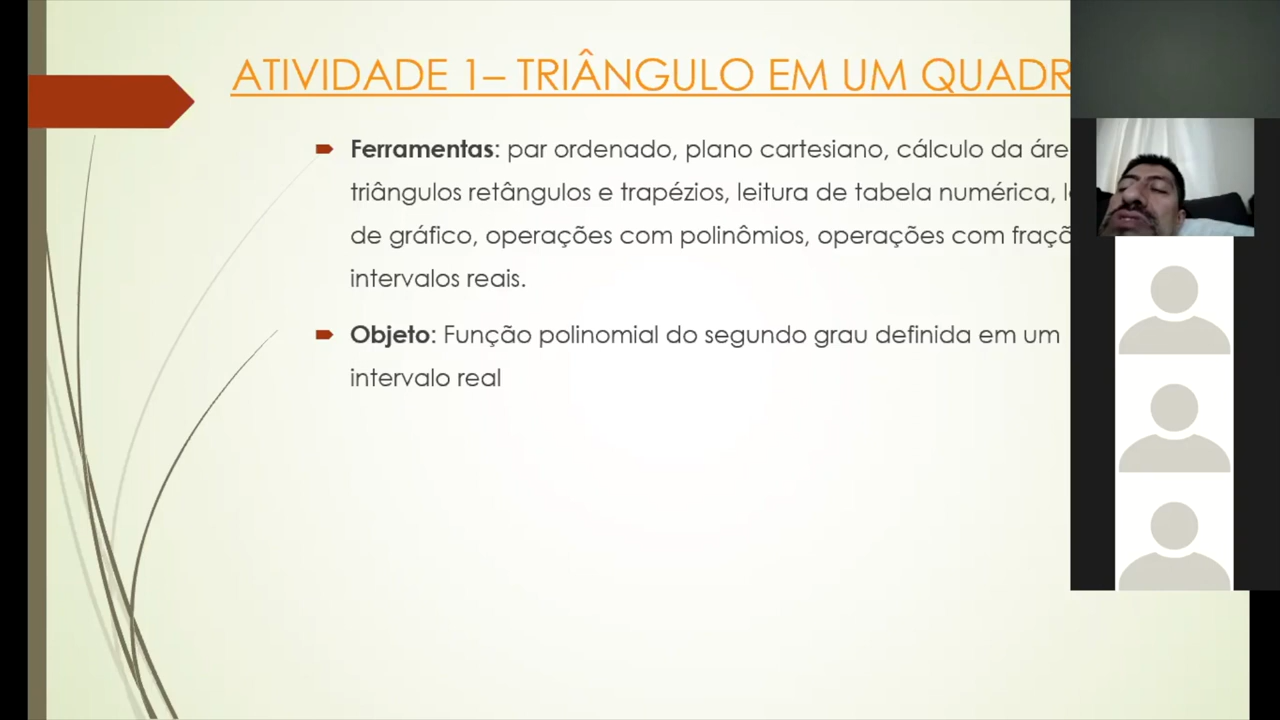 ATIVIDADE 1– TRIÂNGULO EM UM QUADR
Ferramentas: par ordenado, plano cartesiano, cálculo da áre
triângulos retângulos e trapézios, leitura de tabela numérica, l
de gráfico, operações com polinômios, operações com fraçõ
intervalos reais.
Objeto: Função polinomial do segundo grau definida em um
intervalo real